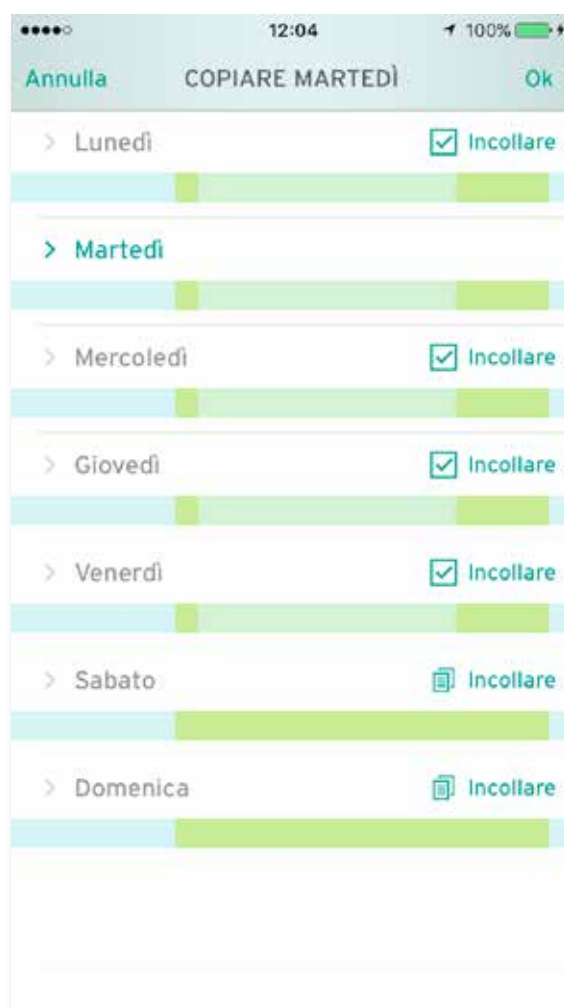 12:04 100%
Annulla COPIARE MARTEDÌ Ok
Lunedì Incollare
Martedì
Mercoledì Incollare
Giovedì Incollare
Venerdì Incollare
Sabato Incollare
Domenica Incollare